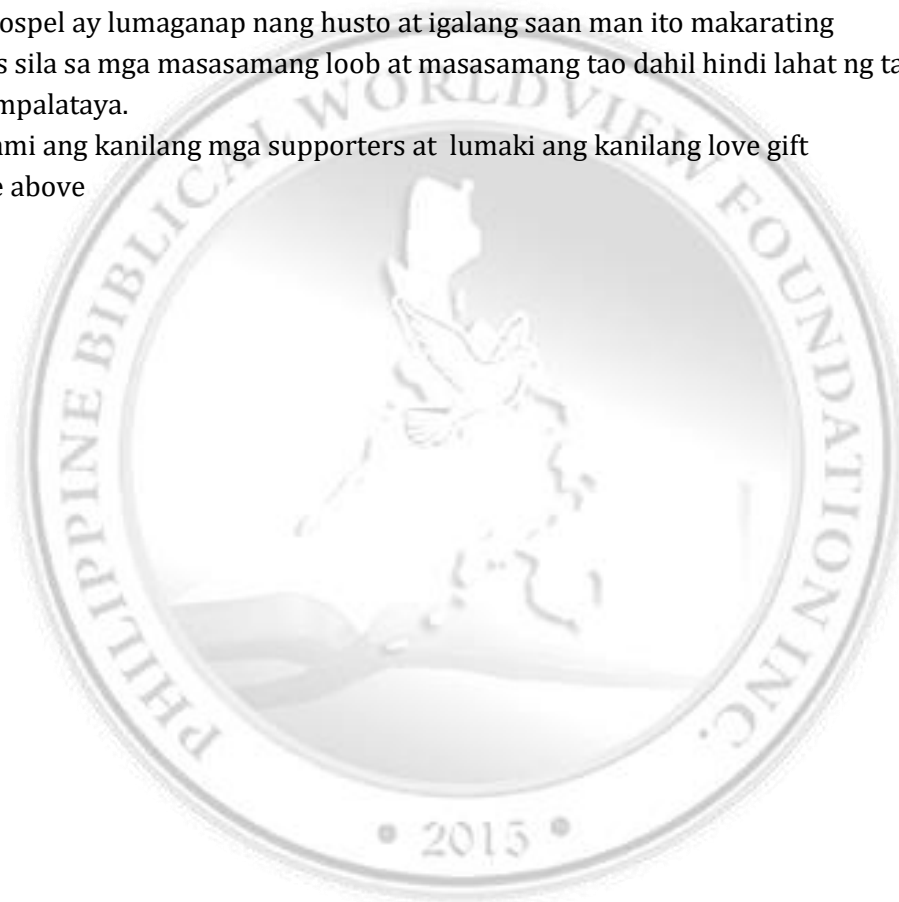 ospel ay lumaganap nang husto at igalang saan man ito makarating
s sila sa mga masasamang loob at masasamang tao dahil hindi lahat ng ta
mpalataya.
ami ang kanilang mga supporters at lumaki ang kanilang love gift
e above
PHILIPPINE BIBLICAL WORLDVIEW FOUNDATION INC.
• 2015 •